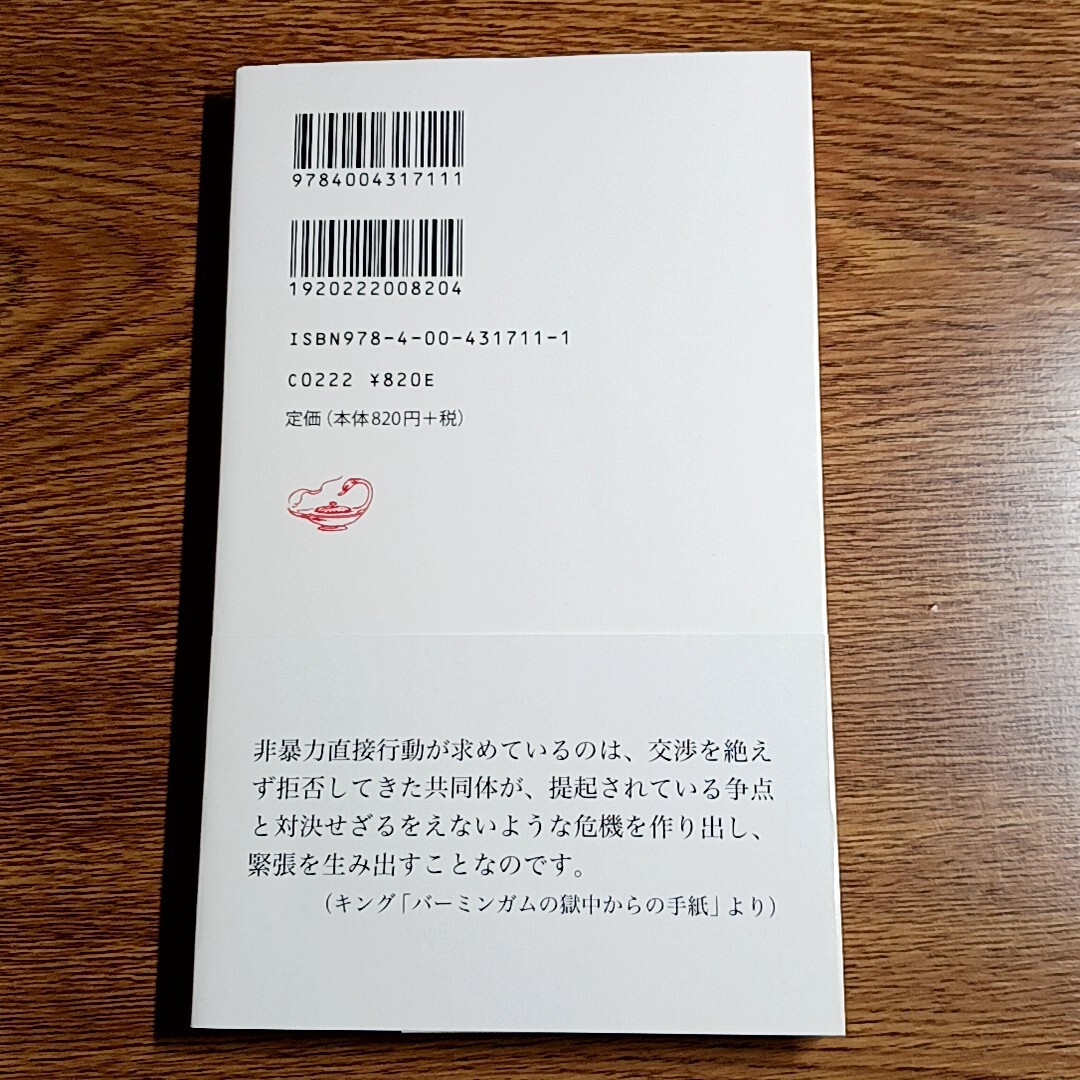 9784004317111
1920222008204
ISBN978-4-00-431711-1
C0222 ¥820E
定価(本体820円+税)
非暴力直接行動が求めているのは、交渉を絶え
ず拒否してきた共同体が、提起されている争点
と対決せざるをえないような危機を作り出し、
緊張を生み出すことなのです。
(キング「バーミンガムの獄中からの手紙」より)